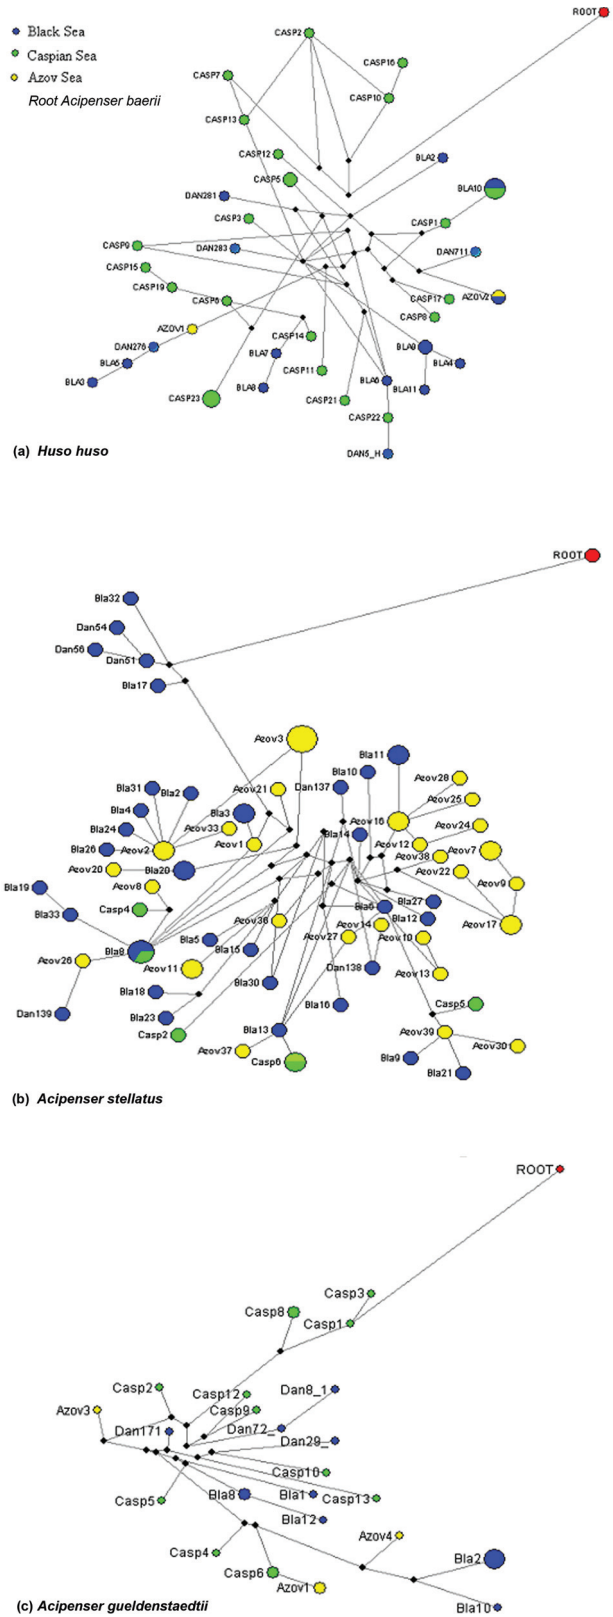 a
Black Sea
Caspian Sea
Azov Sea
Root Acipenser baerii
ROOT
CASP2
CASP16
CASP7
CASP10
CASP13
CASP12
BLA2
CASP5
BLA10
DAN281
CASP3
CASP1
CASP9
DAN283
DAN711
CASP15
CASP19
CASP6
CASP17
AZOV2
CASP8
AZOV1
CASP14
DAN276
BLA7
BLA9
BLA5
BLA4
CASP11
BLA3
BLA8
BLA6
BLA11
CASP23
CASP21
CASP22
DAN5_H
(a) Huso huso
b
ROOT
Bla32
Dan54
Dan56
Dan51
Bla17
Azov3
Bla11
Bla10
Azov28
Bla31
Bla2
Azov21
Dan137
Azov25
Bla4
Bla3
Azov16
Bla24
Azov33
Bla14
Azov24
Bla26
Azov2
Azov1
Azov12
Azov38
Azov7
Azov20
Bla20
Azov22
Azov9
Bla19
Azov8
Casp4
Bla33
Bla27
Bla6
Bla12
Azov36
Azov14
Azov17
Bla5
Azov27
Azov10
Bla8
Bla15
Azov26
Azov11
Dan138
Azov13
Bla30
Bla18
Bla16
Casp5
Dan139
Bla23
Bla13
Casp2
Azov39
Azov37
Casp6
Bla9
Azov30
Bla21
(b) Acipenser stellatus
c
ROOT
Casp3
Casp8
Casp1
Casp2
Casp12
Dan8_1
Azov3
Casp9
Dan171
Dan72_
Dan29_
Casp10
Casp5
Bla8
Bla1
Casp13
Bla12
Azov4
Casp4
Casp6
Bla2
Azov1
Bla10
(c) Acipenser gueldenstaedtii